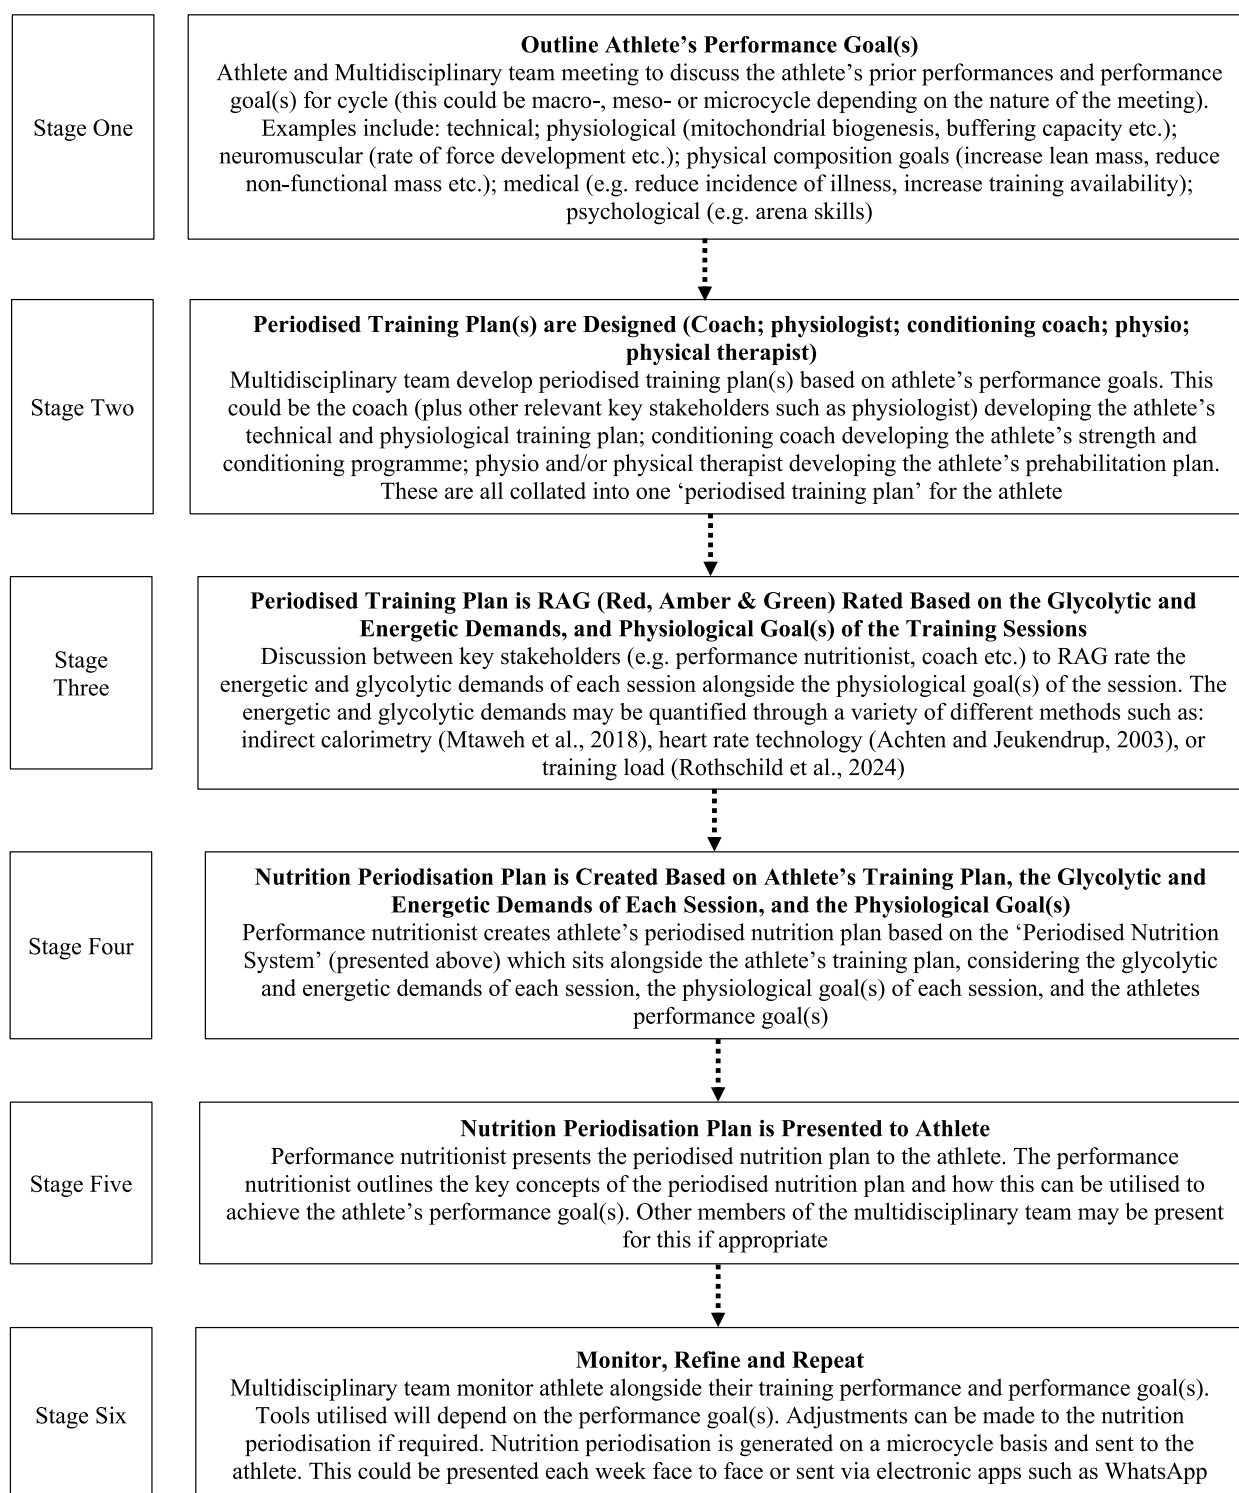 Outline Athlete’s Performance Goal(s)
Athlete and Multidisciplinary team meeting to discuss the athlete’s prior performances and performance
goal(s) for cycle (this could be macro-, meso- or microcycle depending on the nature of the meeting).
Stage One
Examples include: technical; physiological (mitochondrial biogenesis, buffering capacity etc.);
neuromuscular (rate of force development etc.); physical composition goals (increase lean mass, reduce
non-functional mass etc.); medical (e.g. reduce incidence of illness, increase training availability);
psychological (e.g. arena skills)
Periodised Training Plan(s) are Designed (Coach; physiologist; conditioning coach; physio;
physical therapist)
Multidisciplinary team develop periodised training plan(s) based on athlete’s performance goals. This
Stage Two
could be the coach (plus other relevant key stakeholders such as physiologist) developing the athlete’s
technical and physiological training plan; conditioning coach developing the athlete’s strength and
conditioning programme; physio and/or physical therapist developing the athlete’s prehabilitation plan.
These are all collated into one ‘periodised training plan’ for the athlete
Periodised Training Plan is RAG (Red, Amber & Green) Rated Based on the Glycolytic and
Energetic Demands, and Physiological Goal(s) of the Training Sessions
Stage
Three
Discussion between key stakeholders (e.g. performance nutritionist, coach etc.) to RAG rate the
energetic and glycolytic demands of each session alongside the physiological goal(s) of the session. The
energetic and glycolytic demands may be quantified through a variety of different methods such as:
indirect calorimetry (Mtaweh et al., 2018), heart rate technology (Achten and Jeukendrup, 2003), or
training load (Rothschild et al., 2024)
Nutrition Periodisation Plan is Created Based on Athlete’s Training Plan, the Glycolytic and
Energetic Demands of Each Session, and the Physiological Goal(s)
Stage Four
Performance nutritionist creates athlete’s periodised nutrition plan based on the ‘Periodised Nutrition
System’ (presented above) which sits alongside the athlete’s training plan, considering the glycolytic
and energetic demands of each session, the physiological goal(s) of each session, and the athletes
performance goal(s)
Nutrition Periodisation Plan is Presented to Athlete
Stage Five
Performance nutritionist presents the periodised nutrition plan to the athlete. The performance
nutritionist outlines the key concepts of the periodised nutrition plan and how this can be utilised to
achieve the athlete’s performance goal(s). Other members of the multidisciplinary team may be present
for this if appropriate
Monitor, Refine and Repeat
Stage Six
Multidisciplinary team monitor athlete alongside their training performance and performance goal(s).
Tools utilised will depend on the performance goal(s). Adjustments can be made to the nutrition
periodisation if required. Nutrition periodisation is generated on a microcycle basis and sent to the
athlete. This could be presented each week face to face or sent via electronic apps such as WhatsApp